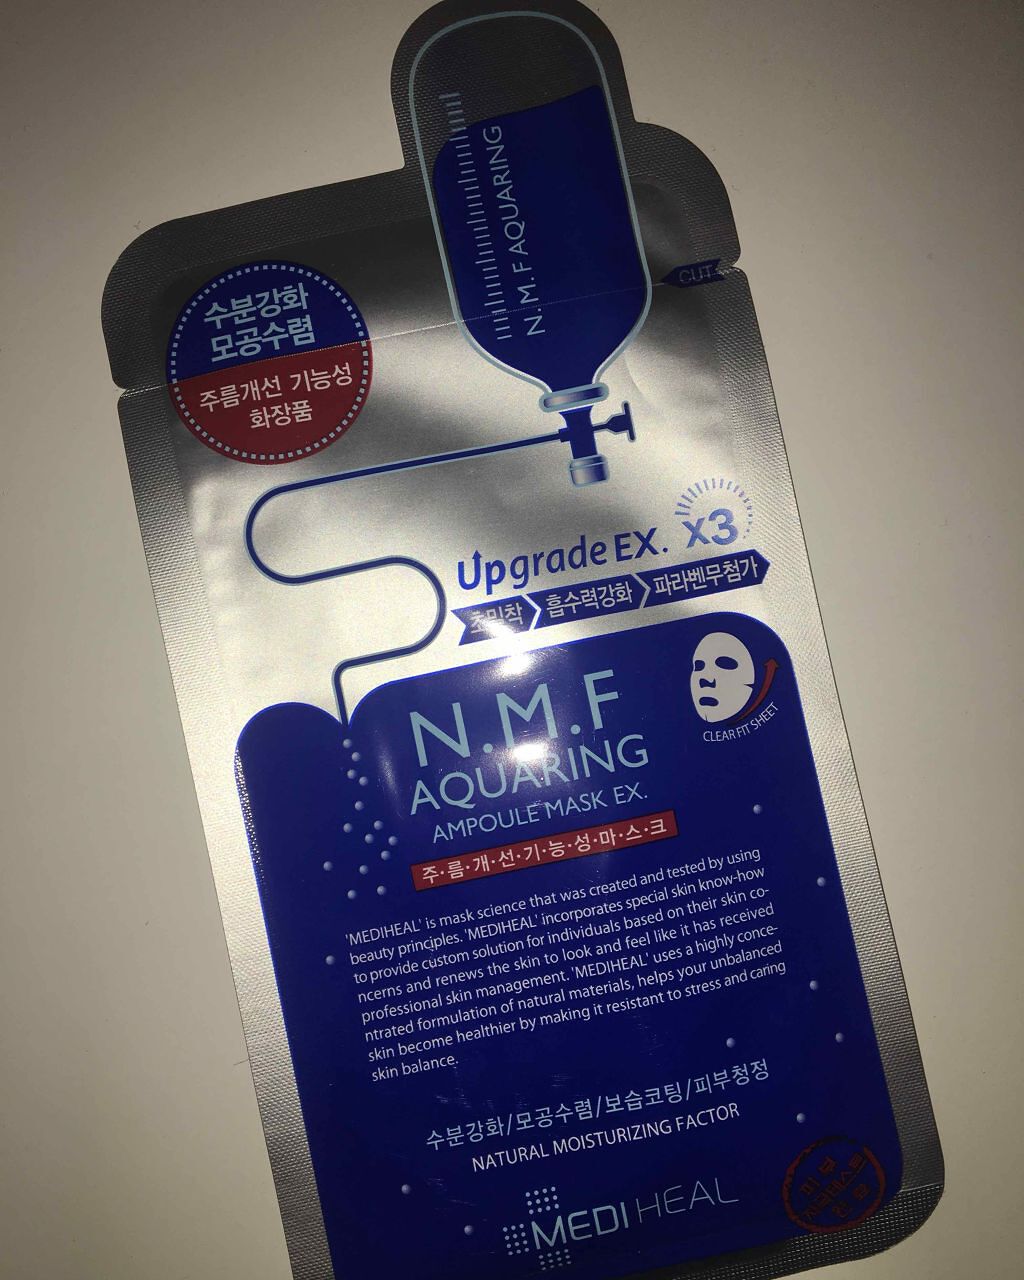 N.M.F AQUARING
CUT
수분강화
모공수렴
주름개선 기능성
화장품
Upgrade EX. x3
초밀착 흡수력강화 파라벤무첨가
N.M.F
AQUARING
AMPOULE MASK EX.
주·름·개·선·기·능·성·마·스·크
CLEAR FIT SHEET
'MEDIHEAL' is mask science that was created and tested by using
beauty principles. 'MEDIHEAL' incorporates special skin know-how
to provide custom solution for individuals based on their skin co-
ncerns and renews the skin to look and feel like it has received
professional skin management. 'MEDIHEAL' uses a highly conce-
ntrated formulation of natural materials, helps your unbalanced
skin become healthier by making it resistant to stress and caring
skin balance.
수분강화/모공수렴/보습코팅/피부청정
NATURAL MOISTURIZING FACTOR
MEDIHEAL
피부
완료